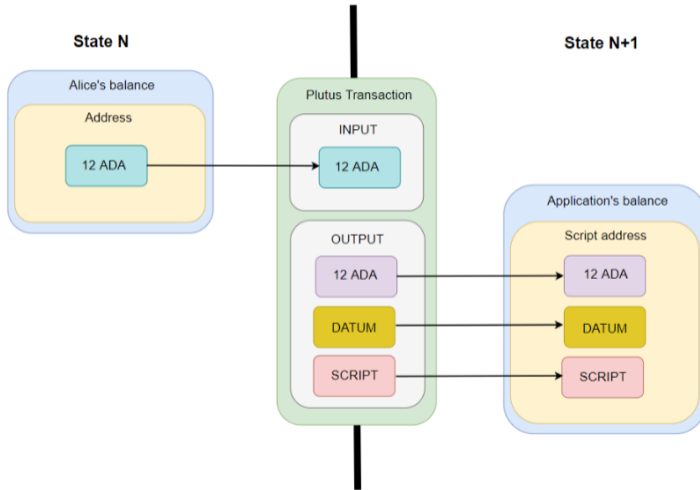 State N
State N+1
Alice's balance
Address
12 ADA
Plutus Transaction
INPUT
12 ADA
OUTPUT
12 ADA
DATUM
SCRIPT
Application's balance
Script address
12 ADA
DATUM
SCRIPT